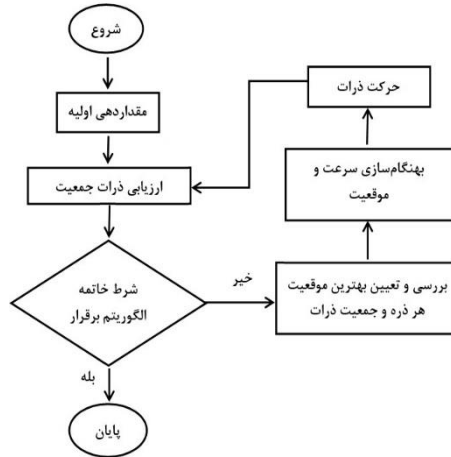 شروع
مقداردهی اولیه
ارزیابی ذرات جمعیت
شرط خاتمه
الگوریتم برقرار
خیر
بله
پایان
بررسی و تعیین بهترین موقعیت
هر ذره و جمعیت ذرات
بهنگام‌سازی سرعت و
موقعیت
حرکت ذرات